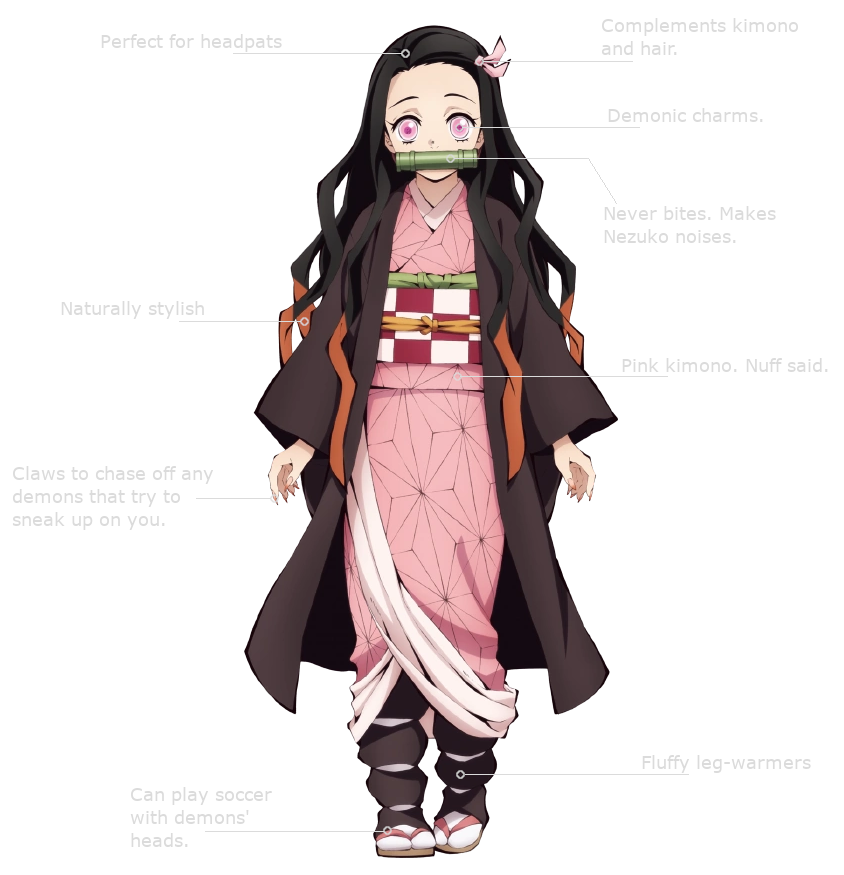 Perfect for headpats
Complements kimono
and hair.
Demonic charms.
Never bites. Makes
Nezuko noises.
Naturally stylish
Pink kimono. Nuff said.
Claws to chase off any
demons that try to
sneak up on you.
Fluffy leg-warmers
Can play soccer
with demons'
heads.